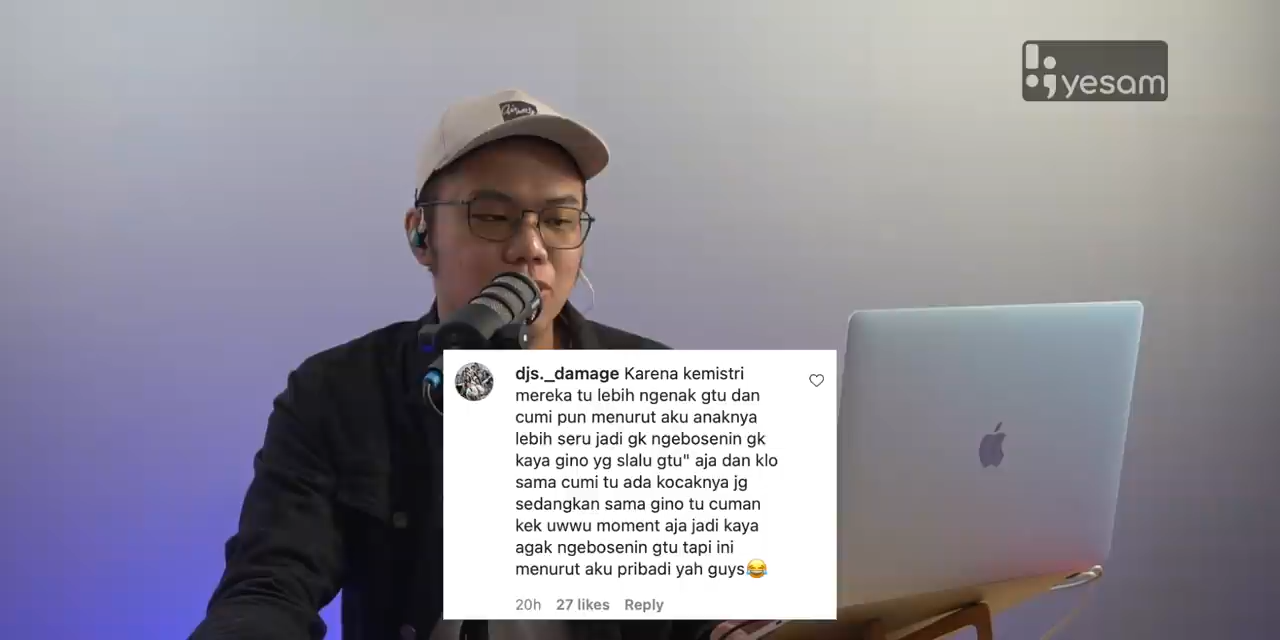 yesam
djs._damage Karena kemistri
mereka tu lebih ngenak gtu dan
cumi pun menurut aku anaknya
lebih seru jadi gk ngebosenin gk
kaya gino yg slalu gtu" aja dan klo
sama cumi tu ada kocaknya jg
sedangkan sama gino tu cuman
kek uwwu moment aja jadi kaya
agak ngebosenin gtu tapi ini
menurut aku pribadi yah guys😂
20h 27 likes Reply